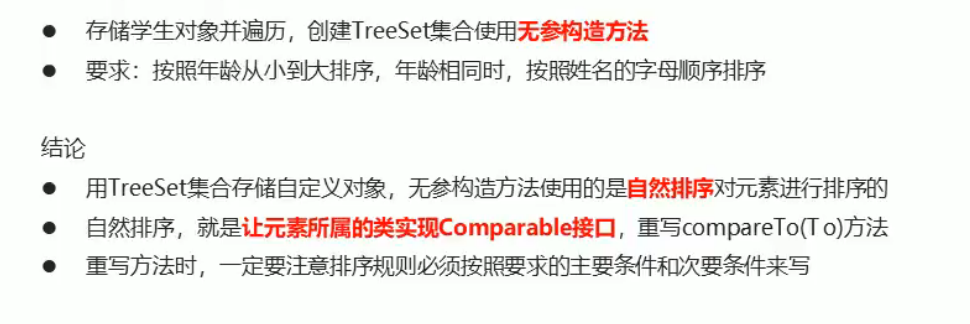 ● 存储学生对象并遍历，创建TreeSet集合使用无参构造方法
● 要求：按照年龄从小到大排序，年龄相同时，按照姓名的字母顺序排序
结论
● 用TreeSet集合存储自定义对象，无参构造方法使用的是自然排序对元素进行排序的
● 自然排序，就是让元素所属的类实现Comparable接口，重写compareTo(T o)方法
● 重写方法时，一定要注意排序规则必须按照要求的主要条件和次要条件来写